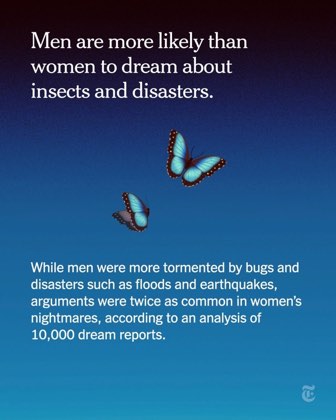 Men are more likely than
women to dream about
insects and disasters.
While men were more tormented by bugs and
disasters such as floods and earthquakes,
arguments were twice as common in women’s
nightmares, according to an analysis of
10,000 dream reports.
T